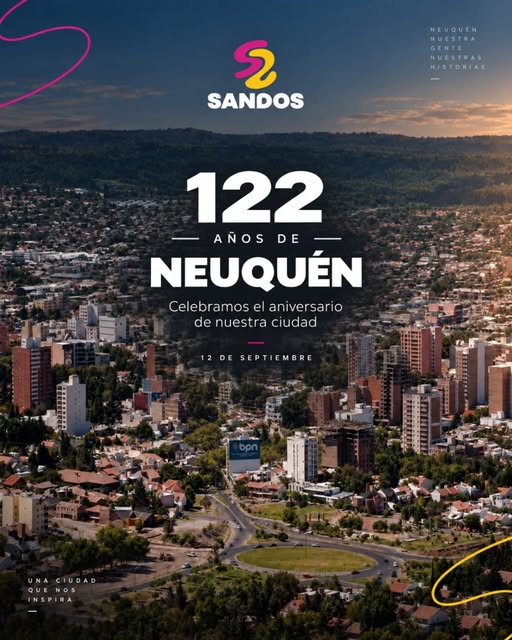 NEUQUÉN
NUESTRA
GENTE
NUESTRAS
HISTORIAS
SANDOS
122
AÑOS DE
NEUQUÉN
Celebramos el aniversario
de nuestra ciudad
12 DE SEPTIEMBRE
bpn
UNA CIUDAD
QUE NOS
INSPIRA